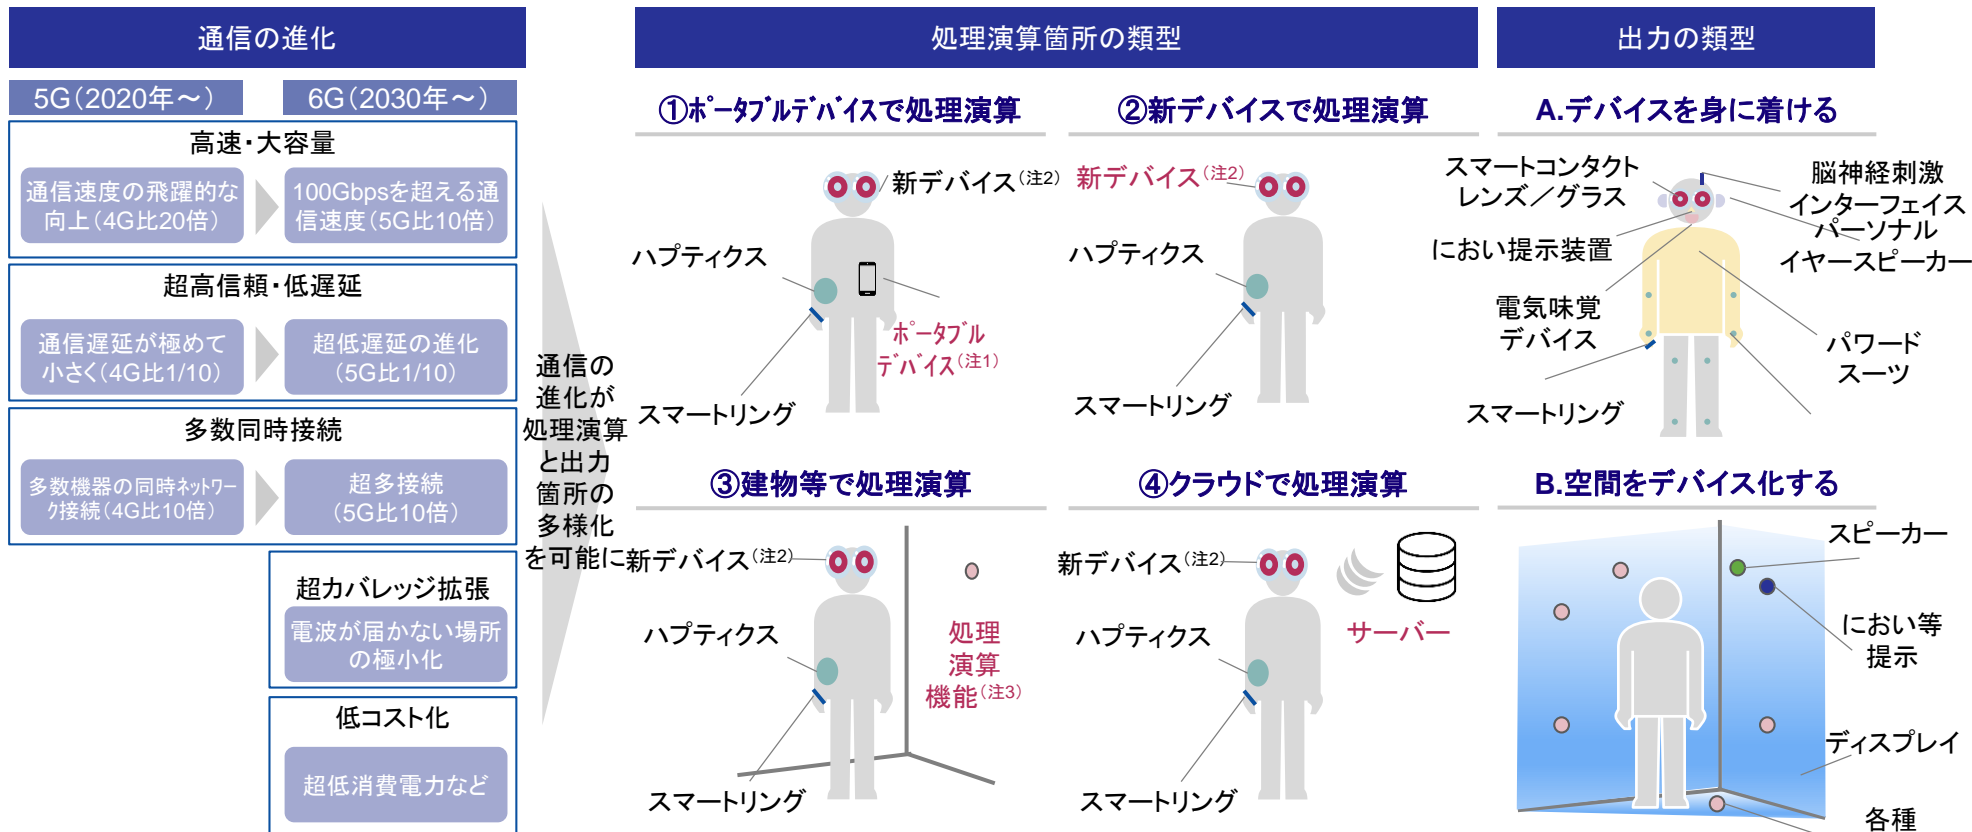 通信の進化
5G（2020年～）
6G（2030年～）
高速・大容量
通信速度の飛躍的な
向上（4G比20倍）
100Gbpsを超える通
信速度（5G比10倍）
超高信頼・低遅延
通信遅延が極めて
小さく（4G比1/10）
超低遅延の進化
（5G比1/10）
多数同時接続
多数機器の同時ﾈｯﾄﾜｰ
ｸ接続（4G比10倍）
超多接続
（5G比10倍）
超カバレッジ拡張
電波が届かない場所
の極小化
低コスト化
超低消費電力など
通信の
進化が
処理演算
と出力
箇所の
多様化
を可能に
処理演算箇所の類型
①ﾎﾟｰﾀﾌﾞﾙﾃﾞﾊﾞｲｽで処理演算
新デバイス（注2）
ハプティクス
ﾎﾟｰﾀﾌﾞﾙ
ﾃﾞﾊﾞｲｽ（注1）
スマートリング
②新デバイスで処理演算
新デバイス（注2）
ハプティクス
スマートリング
③建物等で処理演算
新デバイス（注2）
ハプティクス
処理
演算
機能（注3）
スマートリング
④クラウドで処理演算
新デバイス（注2）
ハプティクス
サーバー
スマートリング
出力の類型
A.デバイスを身に着ける
スマートコンタクト
レンズ／グラス
脳神経刺激
インターフェイス
パーソナル
イヤースピーカー
におい提示装置
電気味覚
デバイス
パワード
スーツ
スマートリング
B.空間をデバイス化する
スピーカー
におい等
提示
ディスプレイ
各種